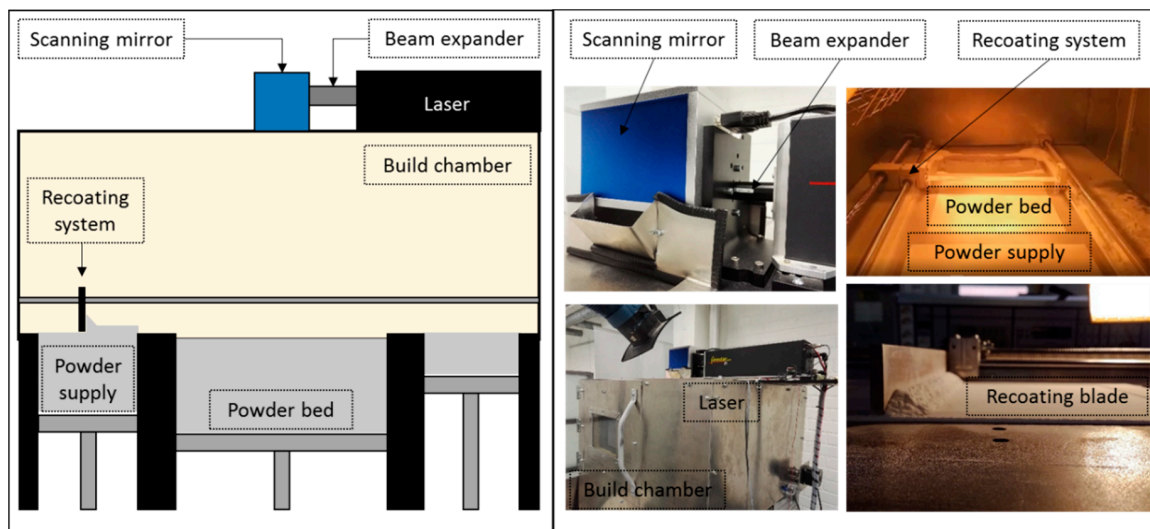 Scanning mirror
Beam expander
Laser
Build chamber
Recoating
system
Powder
supply
Powder bed
Scanning mirror
Beam expander
Recoating system
Powder bed
Powder supply
Laser
Build chamber
Recoating blade